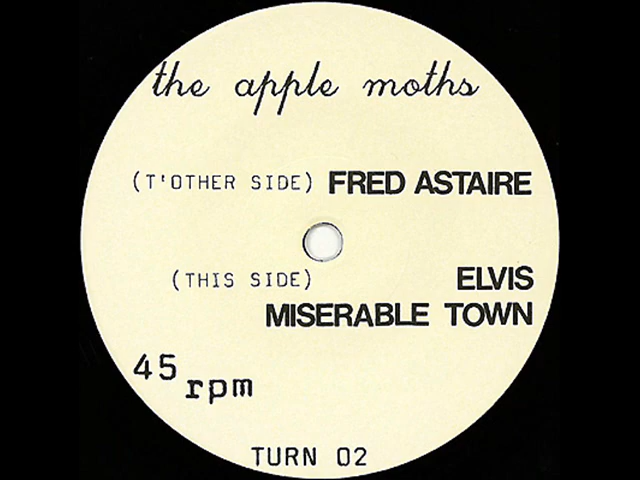 the apple moths
(T'OTHER SIDE) FRED ASTAIRE
(THIS SIDE) ELVIS
MISERABLE TOWN
45 rpm
TURN 02